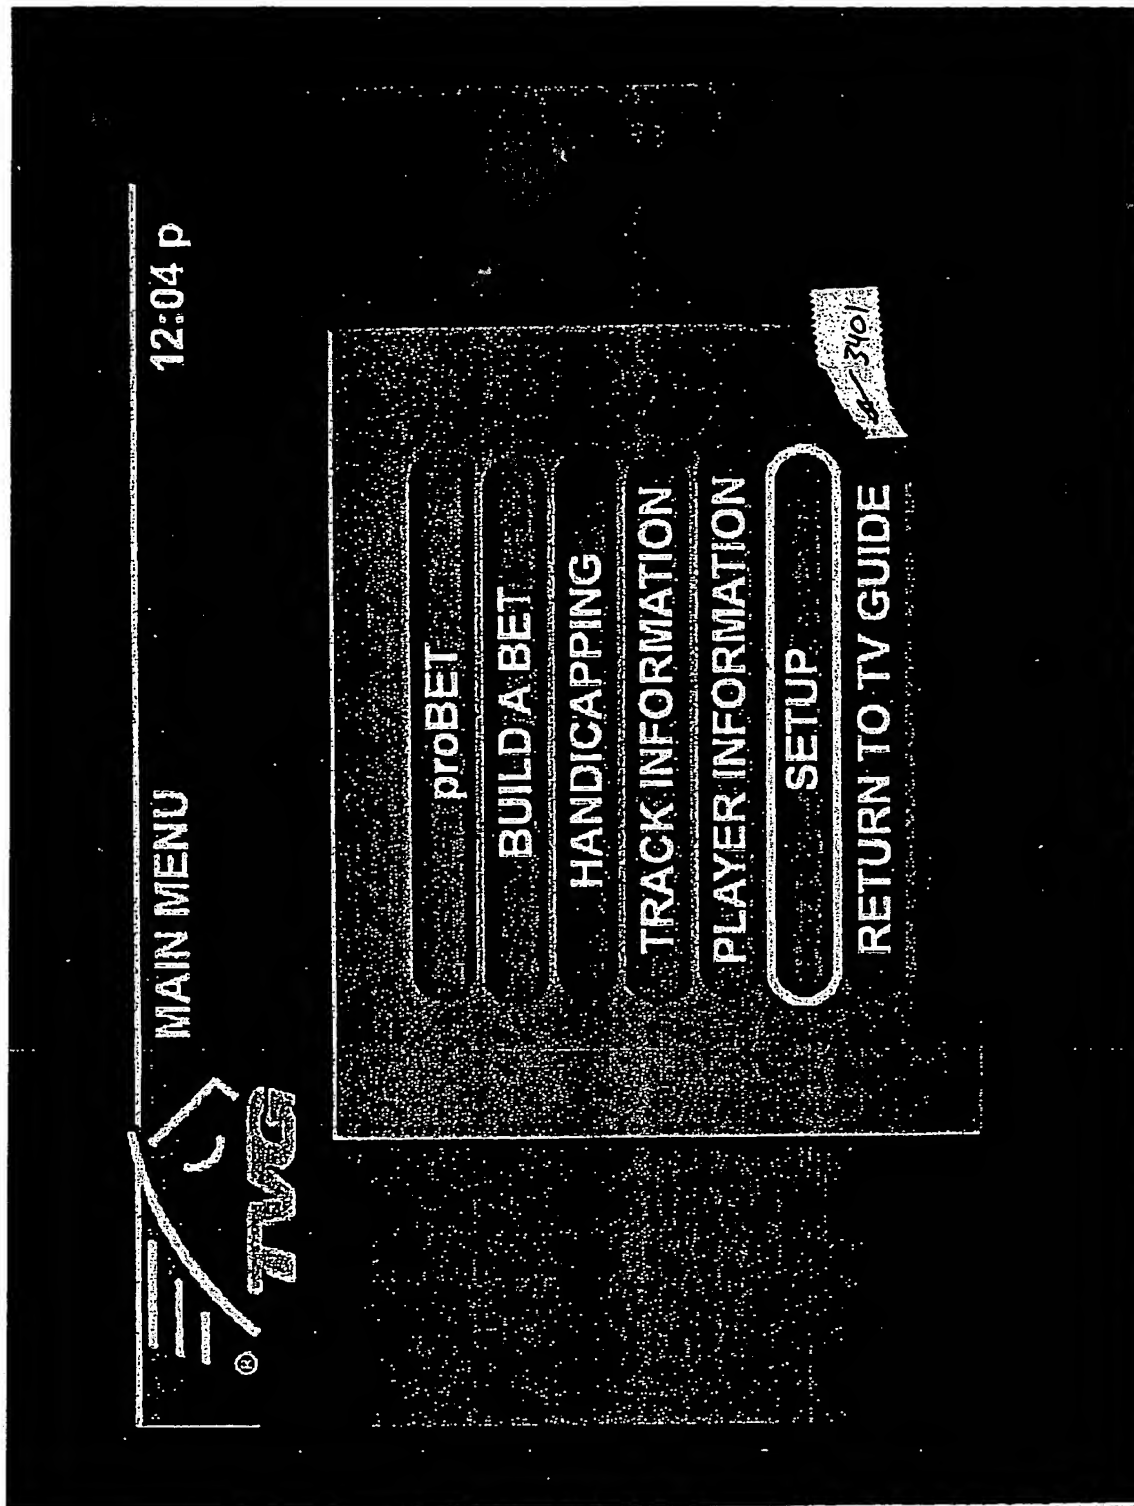 MAIN MENU
12:04 p
TVG
®
proBET
BUILD A BET
HANDICAPPING
TRACK INFORMATION
PLAYER INFORMATION
SETUP
RETURN TO TV GUIDE
3401